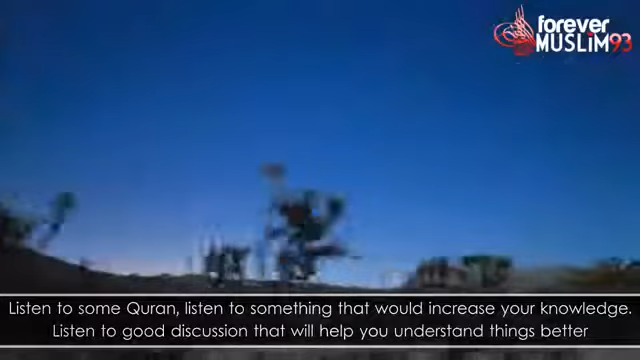 forever
MUSLiM93
Listen to some Quran, listen to something that would increase your knowledge.
Listen to good discussion that will help you understand things better